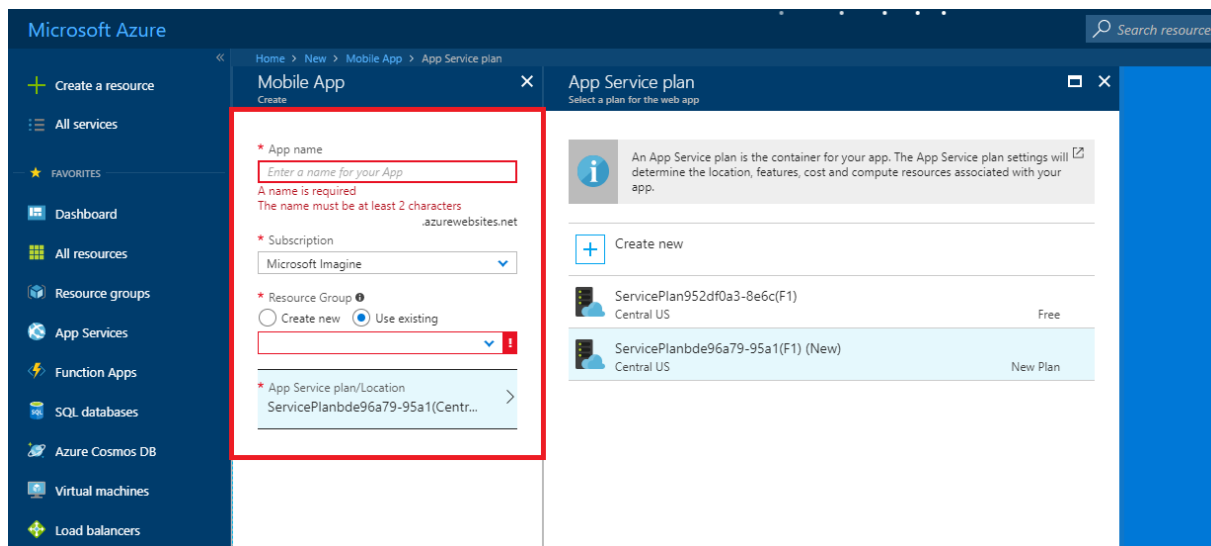 Microsoft Azure
Search resource
«
Home > New > Mobile App > App Service plan
Create a resource
All services
FAVORITES
Dashboard
All resources
Resource groups
App Services
Function Apps
SQL databases
Azure Cosmos DB
Virtual machines
Load balancers
Mobile App
Create
* App name
Enter a name for your App
A name is required
The name must be at least 2 characters
.azurewebsites.net
* Subscription
Microsoft Imagine
* Resource Group
Create new Use existing
!
* App Service plan/Location
ServicePlanbde96a79-95a1(Centr...
App Service plan
Select a plan for the web app
An App Service plan is the container for your app. The App Service plan settings will
determine the location, features, cost and compute resources associated with your
app.
Create new
ServicePlan952df0a3-8e6c(F1)
Central US Free
ServicePlanbde96a79-95a1(F1) (New)
Central US New Plan